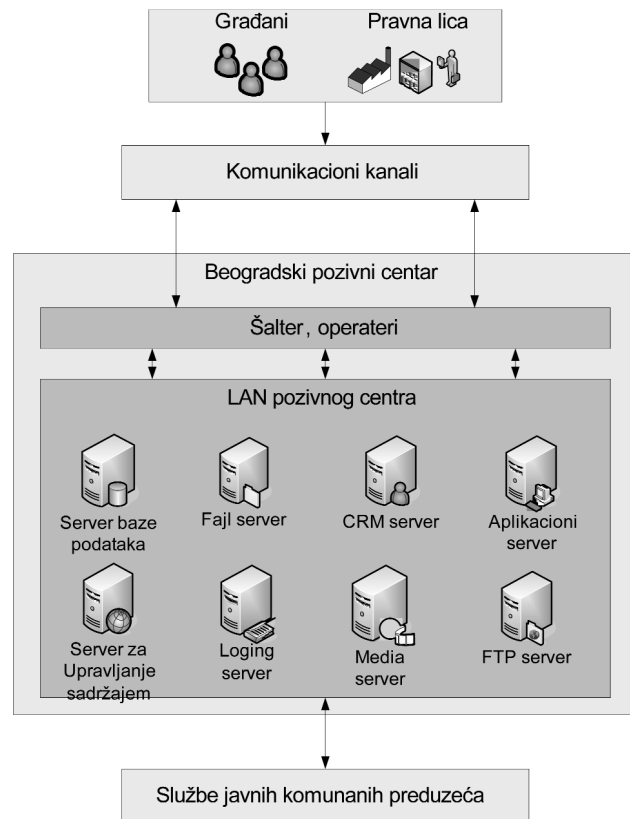 Građani
Pravna lica
Komunikacioni kanali
Beogradski pozivni centar
Šalter, operateri
LAN pozivnog centra
Server baze
podataka
Fajl server
CRM server
Aplikacioni
server
Server za
Upravljanje
sadržajem
Loging
server
Media
server
FTP server
Službe javnih komunanih preduzeća